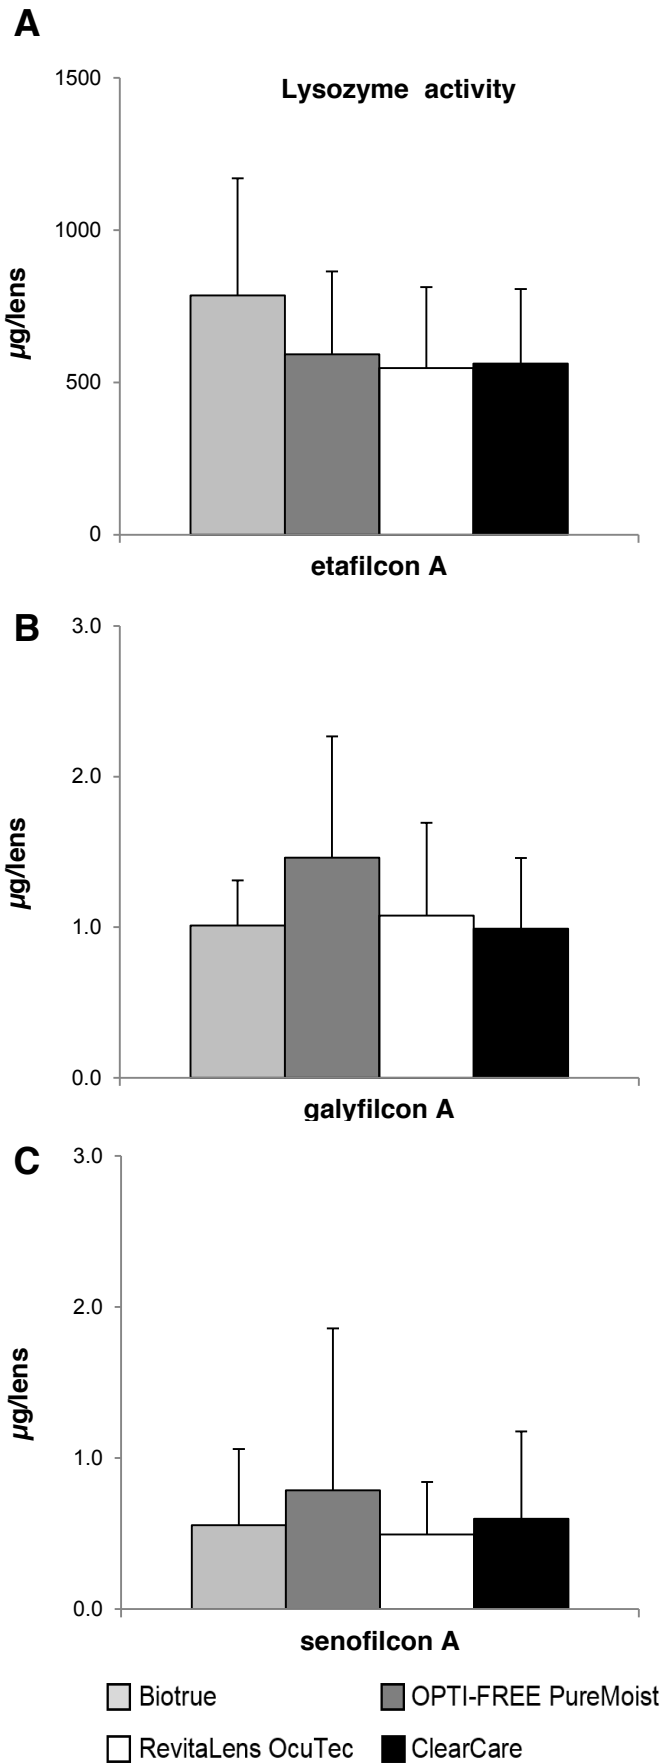 A
Lysozyme activity
1500
1000
500
0
µg/lens
etafilcon A
B
3.0
2.0
1.0
0.0
µg/lens
galyfilcon A
C
3.0
2.0
1.0
0.0
µg/lens
senofilcon A
Biotrue OPTI-FREE PureMoist
RevitaLens OcuTec ClearCare